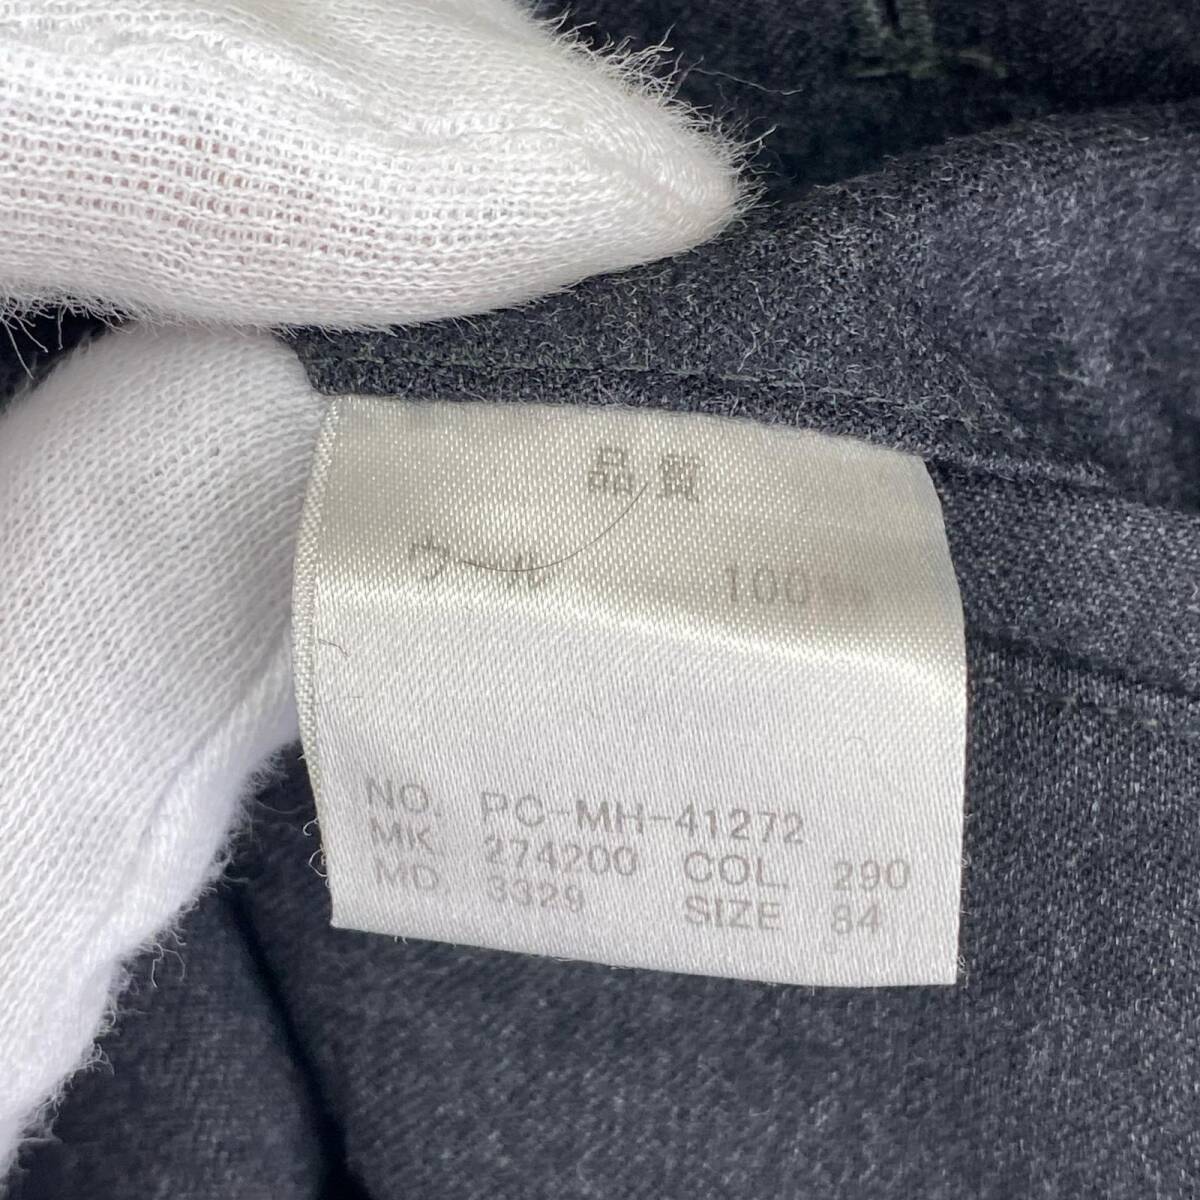 品質
ウール 100%
NO. PC-MH-41272
MK. 274200 COL. 290
MD. 3329 SIZE 84